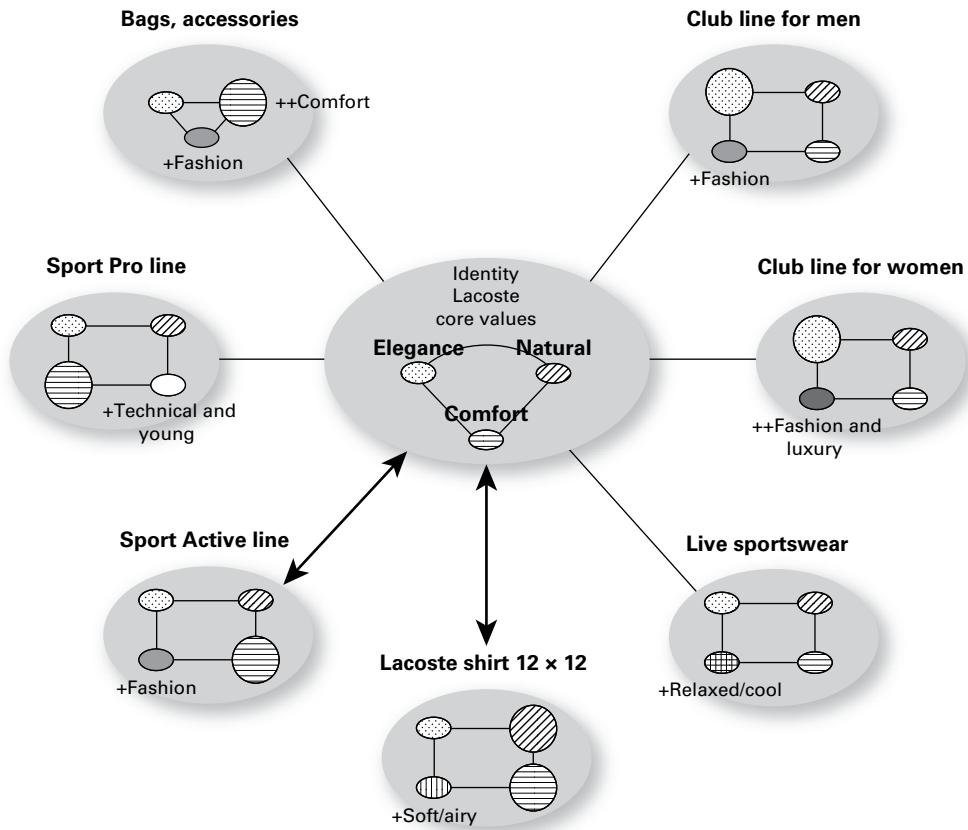 Bags, accessories
++Comfort
+Fashion
Club line for men
+Fashion
Sport Pro line
+Technical and
young
Identity
Lacoste
core values
Elegance
Natural
Comfort
Club line for women
++Fashion and
luxury
Sport Active line
+Fashion
Lacoste shirt 12 × 12
+Soft/airy
Live sportswear
+Relaxed/cool